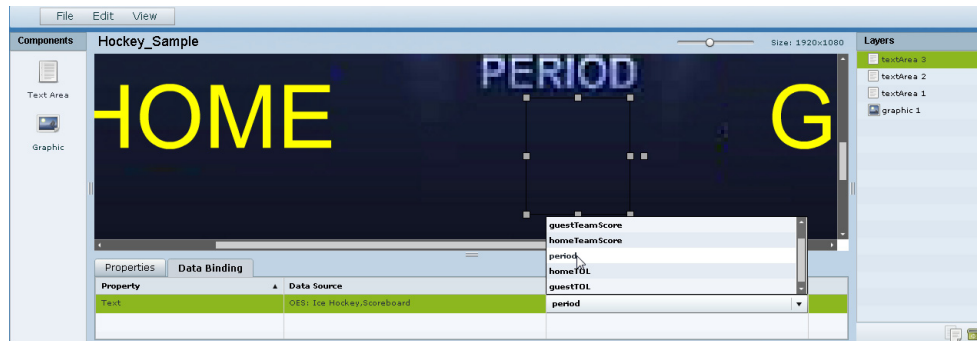 File Edit View
Components
Hockey_Sample
Size: 1920x1080
Layers
Text Area
Graphic
PERIOD
HOME
G
textArea 3
textArea 2
textArea 1
graphic 1
Properties
Data Binding
Property
Data Source
Text
OES: Ice Hockey,Scoreboard
guestTeamScore
homeTeamScore
period
homeTOL
guestTOL
period